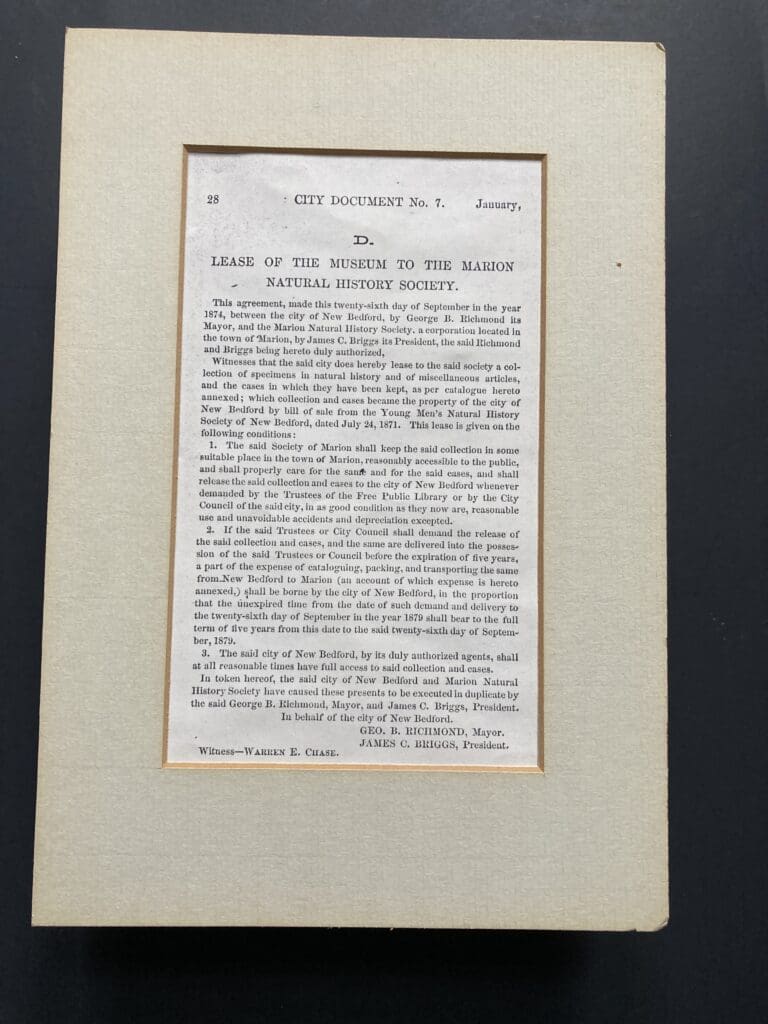 28 CITY DOCUMENT No. 7. January,
D.
LEASE OF THE MUSEUM TO THE MARION
NATURAL HISTORY SOCIETY.
This agreement, made this twenty-sixth day of September in the year
1874, between the city of New Bedford, by George B. Richmond its
Mayor, and the Marion Natural History Society, a corporation located in
the town of Marion, by James C. Briggs its President, the said Richmond
and Briggs being hereto duly authorized,
Witnesses that the said city does hereby lease to the said society a col-
lection of specimens in natural history and of miscellaneous articles,
and the cases in which they have been kept, as per catalogue hereto
annexed; which collection and cases became the property of the city of
New Bedford by bill of sale from the Young Men's Natural History
Society of New Bedford, dated July 24, 1871. This lease is given on the
following conditions:
1. The said Society of Marion shall keep the said collection in some
suitable place in the town of Marion, reasonably accessible to the public,
and shall properly care for the same and for the said cases, and shall
release the said collection and cases to the city of New Bedford whenever
demanded by the Trustees of the Free Public Library or by the City
Council of the said city, in as good condition as they now are, reasonable
use and unavoidable accidents and depreciation excepted.
2. If the said Trustees or City Council shall demand the release of
the said collection and cases, and the same are delivered into the posses-
sion of the said Trustees or Council before the expiration of five years,
a part of the expense of cataloguing, packing, and transporting the same
from New Bedford to Marion (an account of which expense is hereto
annexed,) shall be borne by the city of New Bedford, in the proportion
that the unexpired time from the date of such demand and delivery to
the twenty-sixth day of September in the year 1879 shall bear to the full
term of five years from this date to the said twenty-sixth day of Septem-
ber, 1879.
3. The said city of New Bedford, by its duly authorized agents, shall
at all reasonable times have full access to said collection and cases.
In token hereof, the said city of New Bedford and Marion Natural
History Society have caused these presents to be executed in duplicate by
the said George B. Richmond, Mayor, and James C. Briggs, President.
In behalf of the city of New Bedford.
GEO. B. RICHMOND, Mayor.
JAMES C. BRIGGS, President.
Witness—WARREN E. CHASE.